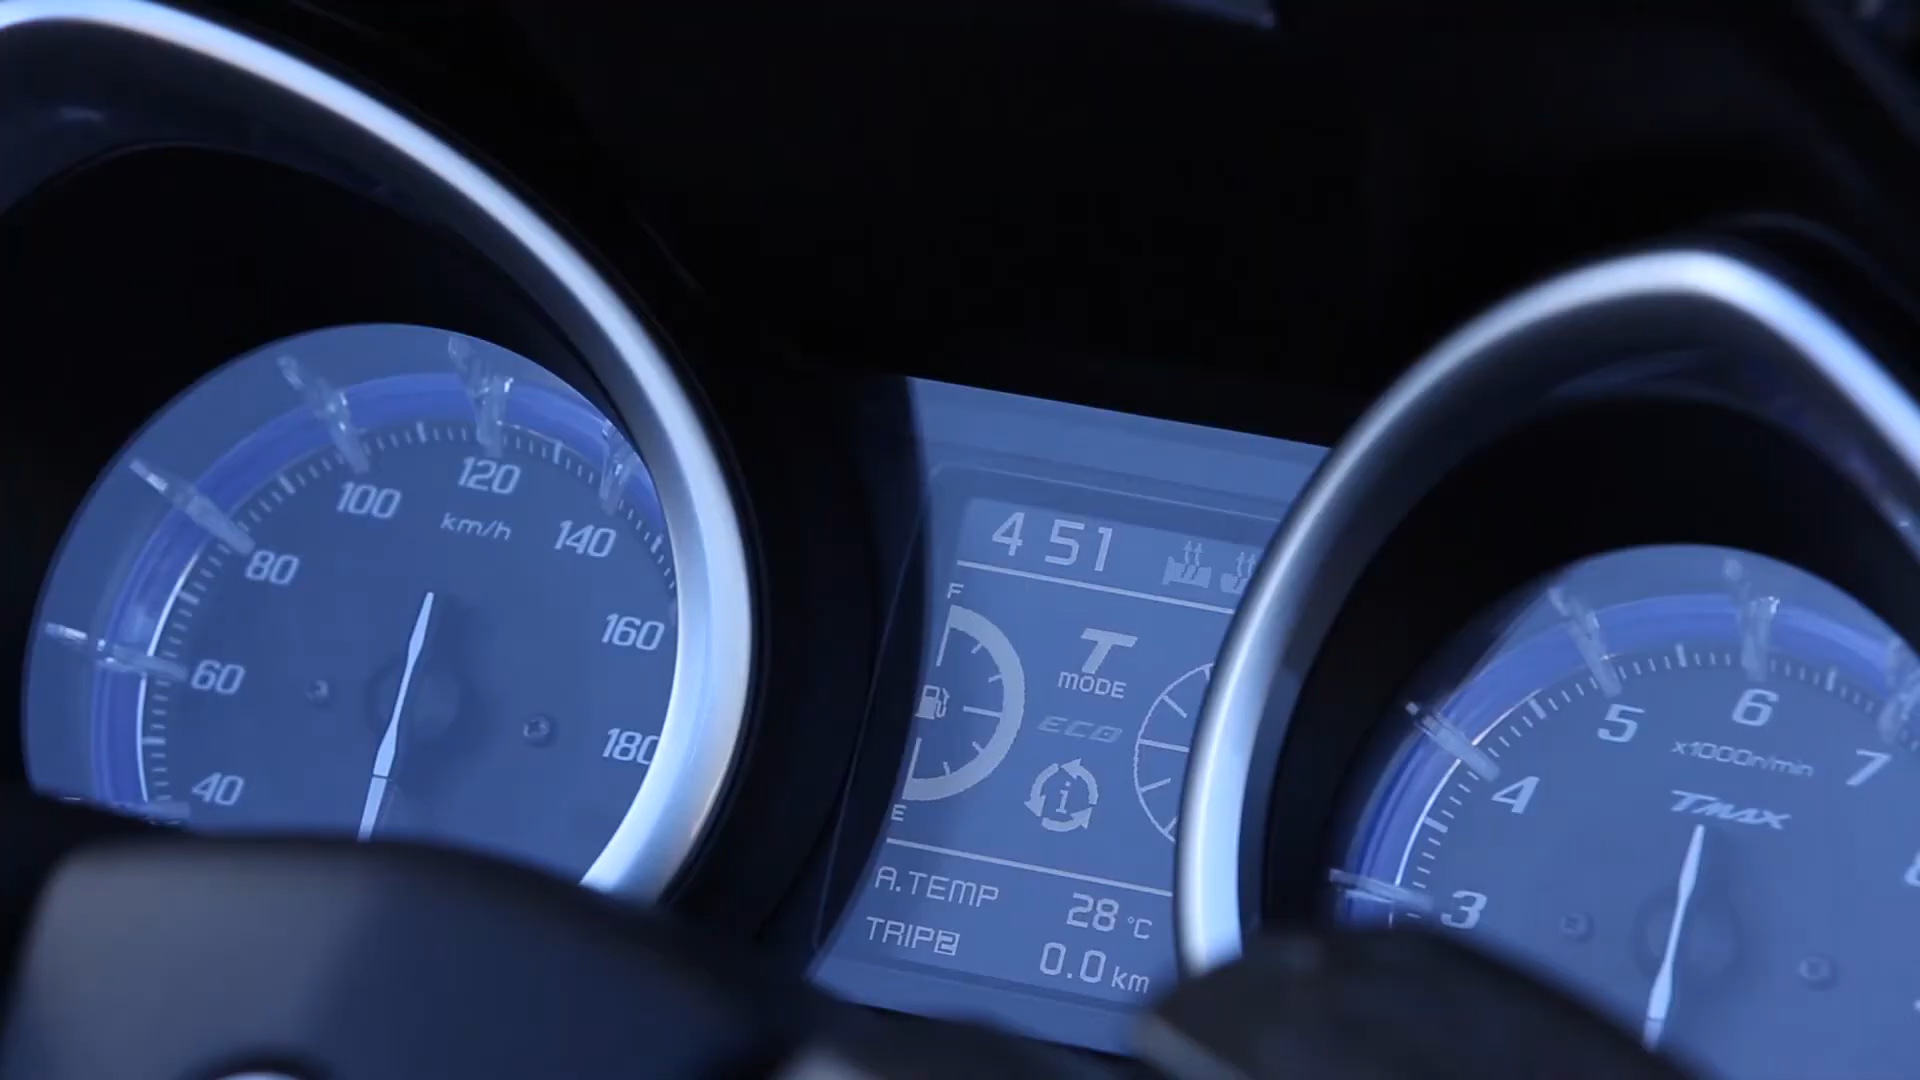 120
100
km/h
140
80
160
60
180
40
4 51
F
T
MODE
ECO
i
E
A.TEMP 28 °C
TRIP2 0.0 km
6
5
x1000r/min
7
4
TMAX
3